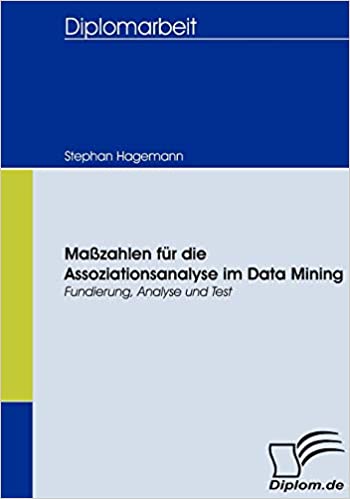 Diplomarbeit
Stephan Hagemann
Maßzahlen für die
Assoziationsanalyse im Data Mining
Fundierung, Analyse und Test
Diplom.de